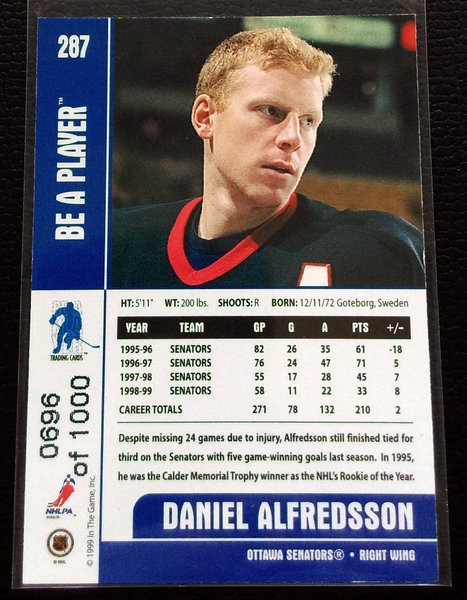 287
BE A PLAYER™
HT: 5'11" WT: 200 lbs. SHOOTS: R BORN: 12/11/72 Goteborg, Sweden
YEAR TEAM GP G A PTS +/-
1995-96 SENATORS 82 26 35 61 -18
1996-97 SENATORS 76 24 47 71 5
1997-98 SENATORS 55 17 28 45 7
1998-99 SENATORS 58 11 22 33 8
CAREER TOTALS 271 78 132 210 2
Despite missing 24 games due to injury, Alfredsson still finished tied for
third on the Senators with five game-winning goals last season. In 1995,
he was the Calder Memorial Trophy winner as the NHL's Rookie of the Year.
DANIEL ALFREDSSON
OTTAWA SENATORS® • RIGHT WING
TRADING CARDS™
0696
of 1000
NHLPA
© NHL
© 1999 In The Game, Inc.
A